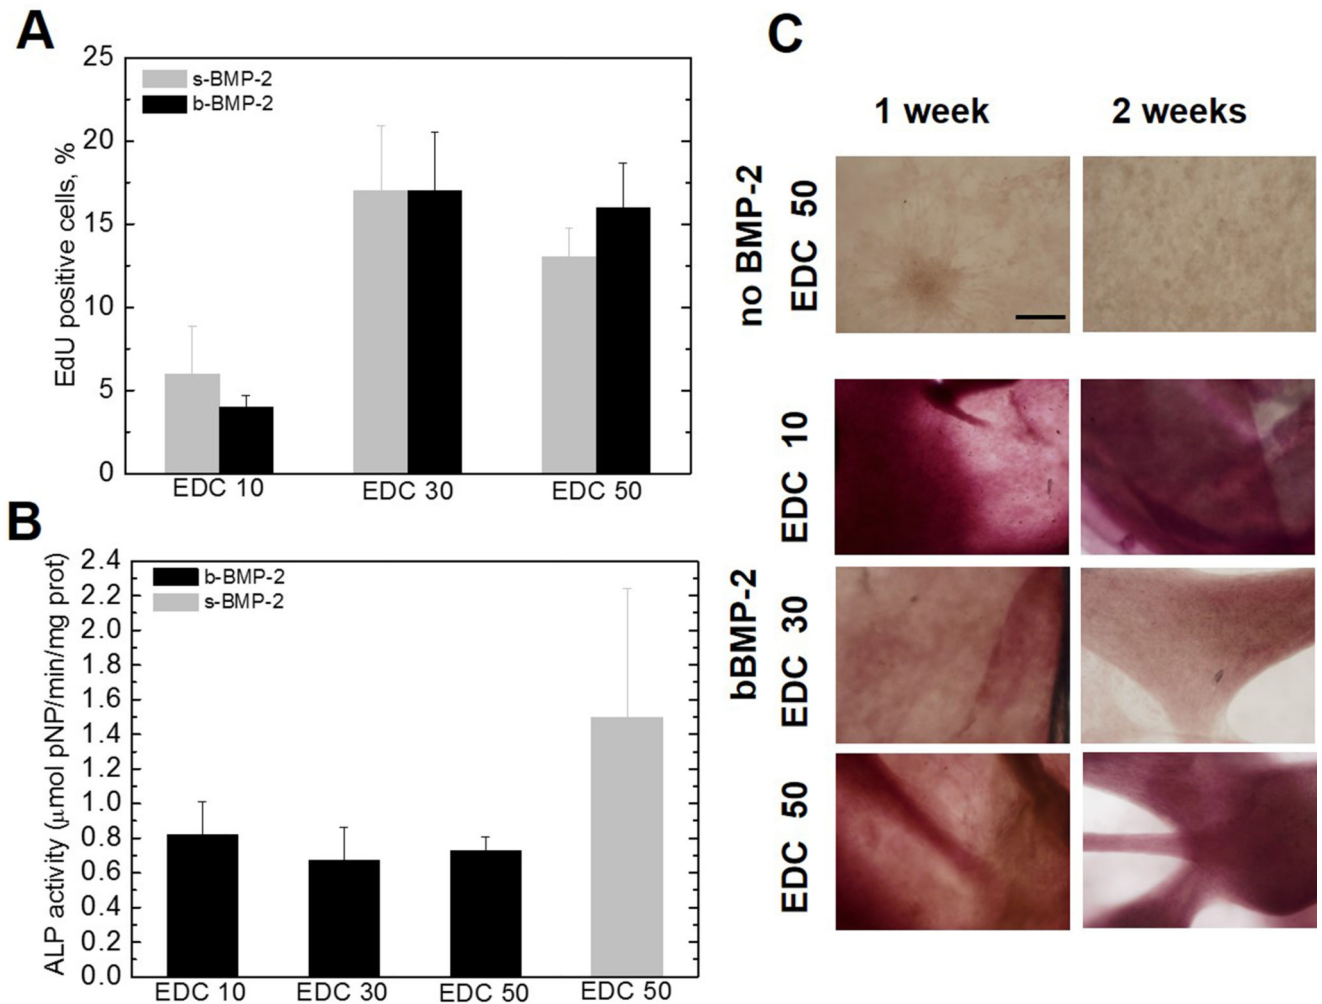 A
25
20
15
10
5
0
EdU positive cells, %
s-BMP-2
b-BMP-2
EDC 10
EDC 30
EDC 50
B
2.4
2.2
2.0
1.8
1.6
1.4
1.2
1.0
0.8
0.6
0.4
0.2
0.0
ALP activity (μmol pNP/min/mg prot)
b-BMP-2
s-BMP-2
EDC 10
EDC 30
EDC 50
EDC 50
C
1 week
2 weeks
no BMP-2
EDC 50
bBMP-2
EDC 10
EDC 30
EDC 50